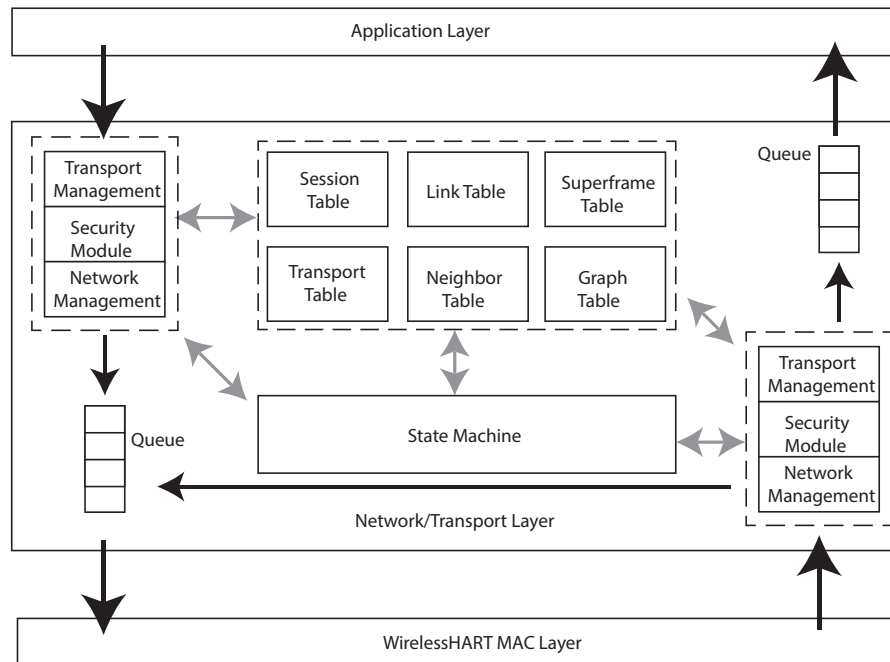 Application Layer
Transport
Management
Security
Module
Network
Management
Session
Table
Link Table
Superframe
Table
Transport
Table
Neighbor
Table
Graph
Table
Queue
State Machine
Queue
Transport
Management
Security
Module
Network
Management
Network/Transport Layer
WirelessHART MAC Layer